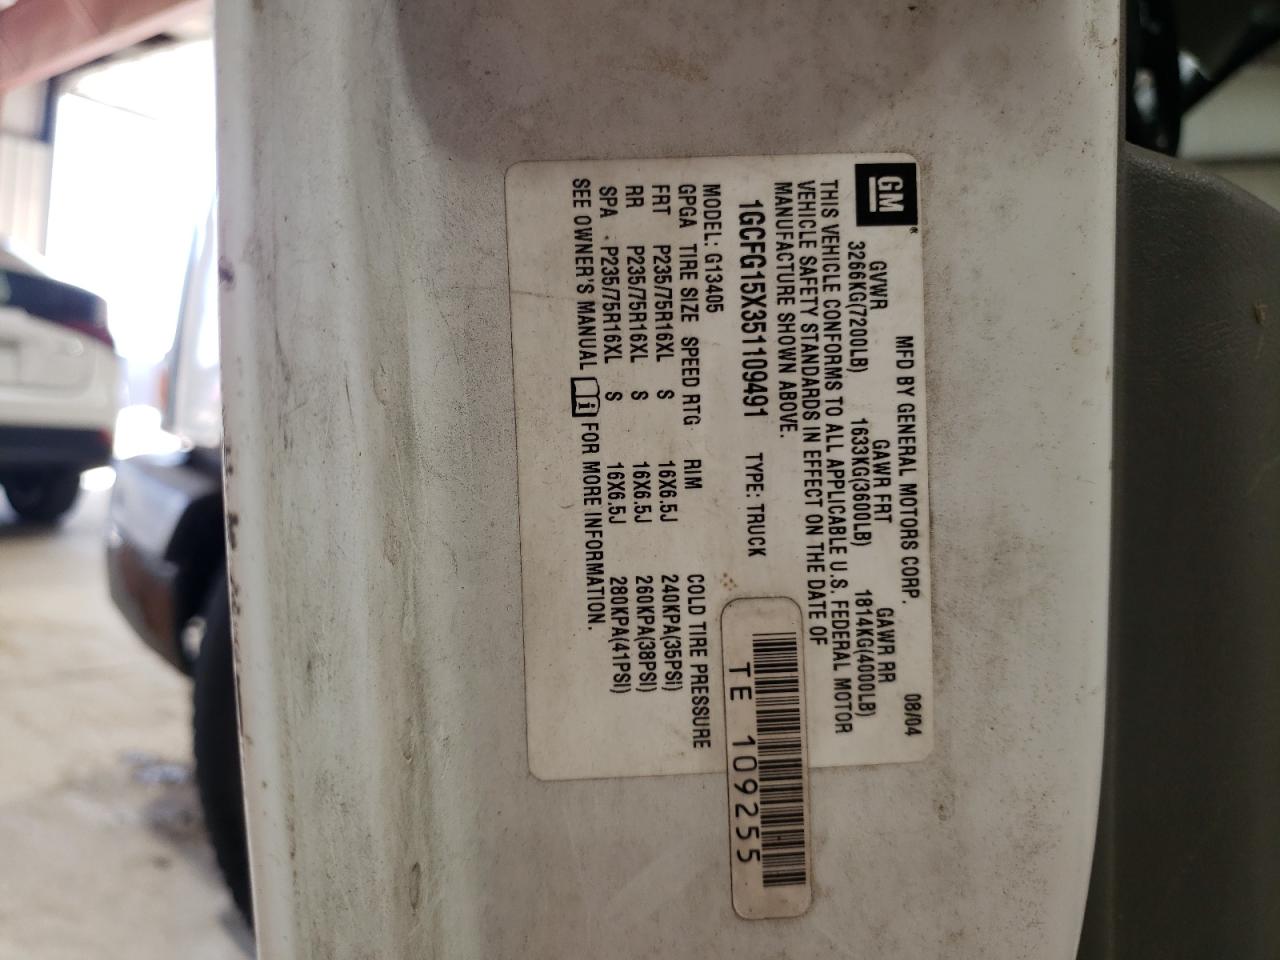 GM®
MFD BY GENERAL MOTORS CORP. 08/04
GVWR GAWR FRT GAWR RR
3266KG(7200LB) 1633KG(3600LB) 1814KG(4000LB)
THIS VEHICLE CONFORMS TO ALL APPLICABLE U.S. FEDERAL MOTOR
VEHICLE SAFETY STANDARDS IN EFFECT ON THE DATE OF
MANUFACTURE SHOWN ABOVE.
1GCFG15X351109491 TYPE: TRUCK
MODEL: G13405
GPGA TIRE SIZE SPEED RTG RIM COLD TIRE PRESSURE
FRT P235/75R16XL S 16X6.5J 240KPA(35PSI)
RR P235/75R16XL S 16X6.5J 260KPA(38PSI)
SPA P235/75R16XL S 16X6.5J 280KPA(41PSI)
SEE OWNER'S MANUAL i FOR MORE INFORMATION.
TE 109255